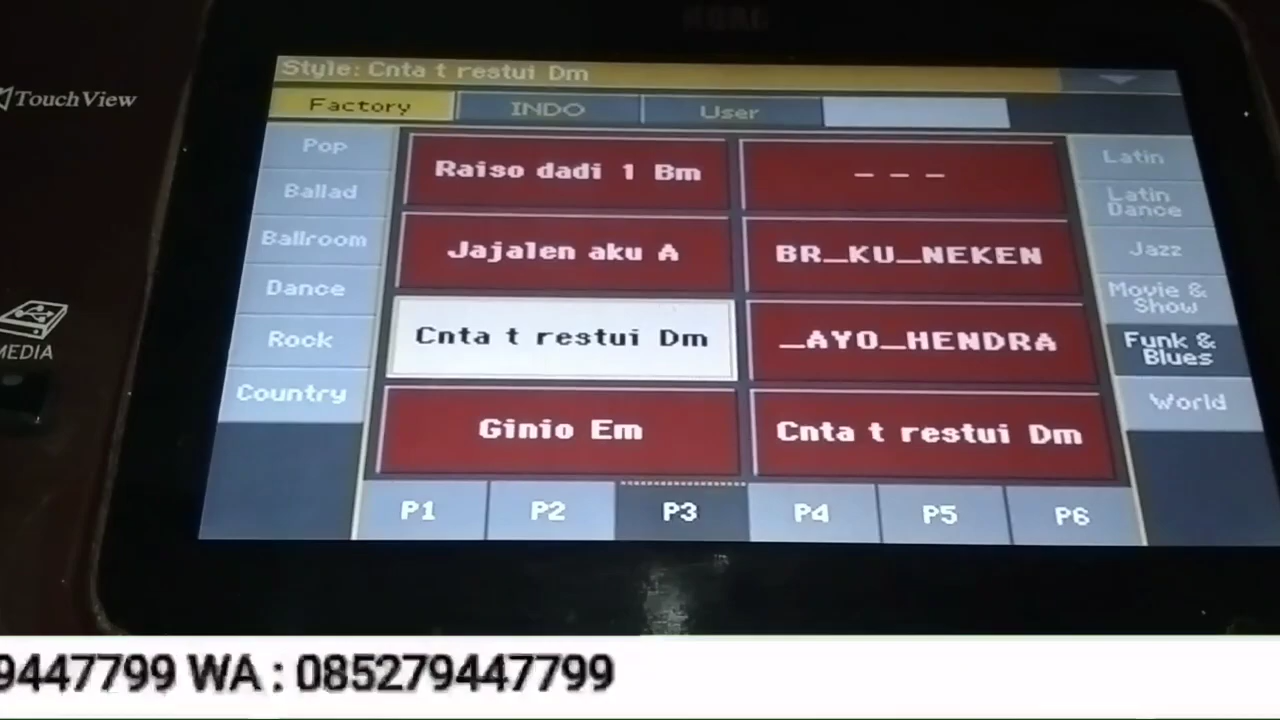 KORG
Style: Cnta t restui Dm
TouchView
Factory
INDO
User
Pop
Ballad
Ballroom
Dance
Rock
Country
Raiso dadi 1 Bm
- - -
Jajalen aku A
BR_KU_NEKEN
Cnta t restui Dm
_AYO_HENDRA
Ginio Em
Cnta t restui Dm
Latin
Latin
Dance
Jazz
Movie &
Show
Funk &
Blues
World
MEDIA
P1
P2
P3
P4
P5
P6
9447799 WA : 085279447799